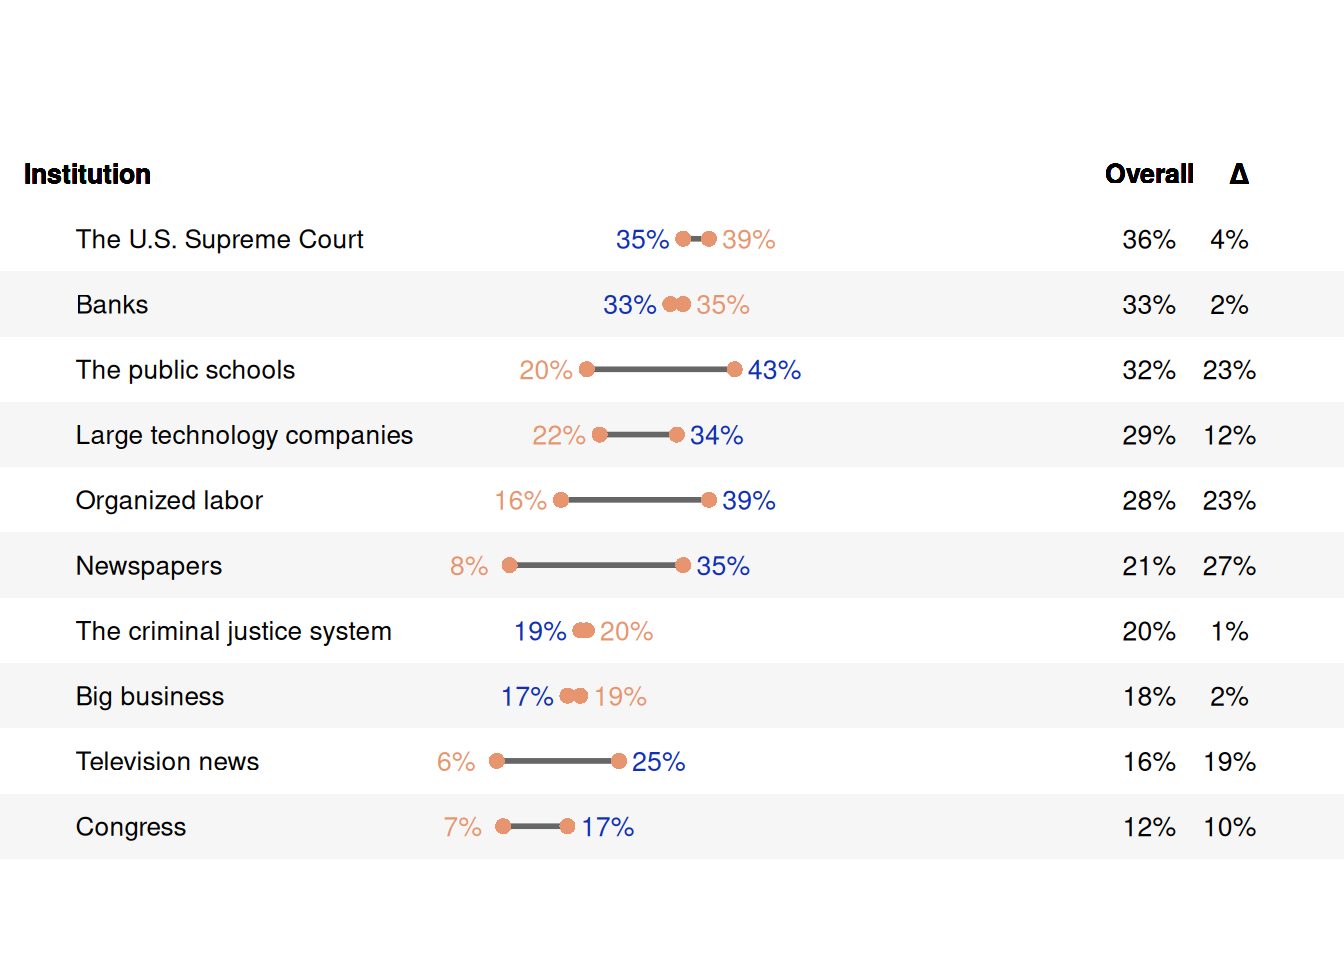 Institution Overall Δ
The U.S. Supreme Court 35% 39% 36% 4%
Banks 33% 35% 33% 2%
The public schools 20% 43% 32% 23%
Large technology companies 22% 34% 29% 12%
Organized labor 16% 39% 28% 23%
Newspapers 8% 35% 21% 27%
The criminal justice system 19% 20% 20% 1%
Big business 17% 19% 18% 2%
Television news 6% 25% 16% 19%
Congress 7% 17% 12% 10%